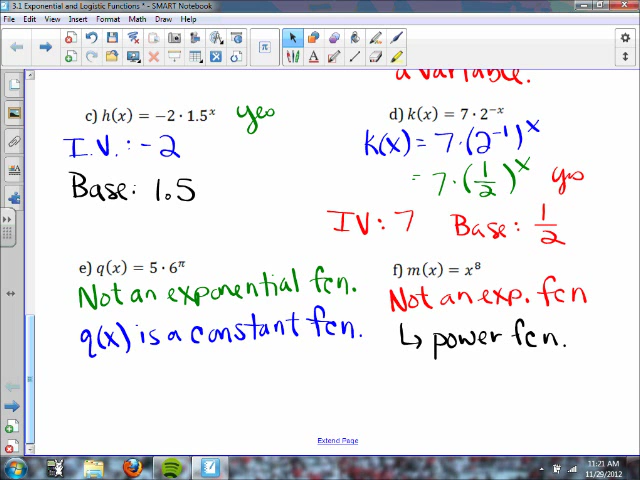 3.1 Exponential and Logistic Functions * - SMART Notebook
File Edit View Insert Format Tools Math Draw Help
a variable.
c) h(x) = −2 · 1.5ˣ yes
I.V.: -2
Base: 1.5
d) k(x) = 7 · 2⁻ˣ
k(x) = 7·(2⁻¹)ˣ
= 7·(1/2)ˣ yes
IV: 7 Base: 1/2
e) q(x) = 5 · 6^π
Not an exponential fcn.
q(x) is a constant fcn.
f) m(x) = x⁸
Not an exp. fcn
↳ power fcn.
Extend Page
11:21 AM
11/29/2012